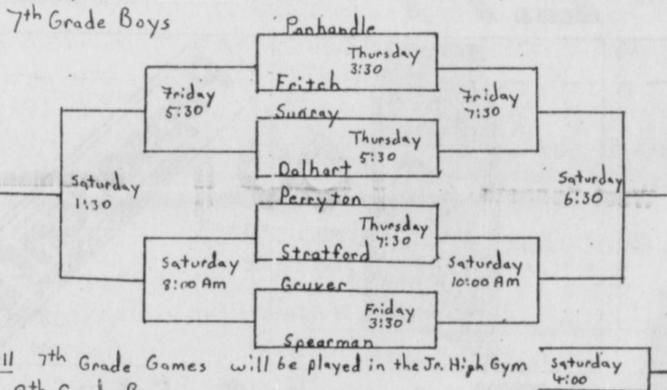 7th Grade Boys
Panhandle
Thursday
3:30
Fritch
Friday
5:30
Friday
7:30
Sunray
Thursday
5:30
Dalhart
Saturday
1:30
Saturday
6:30
Perryton
Thursday
7:30
Stratford
Saturday
8:00 Am
Saturday
10:00 Am
Gruver
Friday
3:30
Spearman
ll 7th Grade Games will be played in the Jr. High Gym
Saturday
4:00